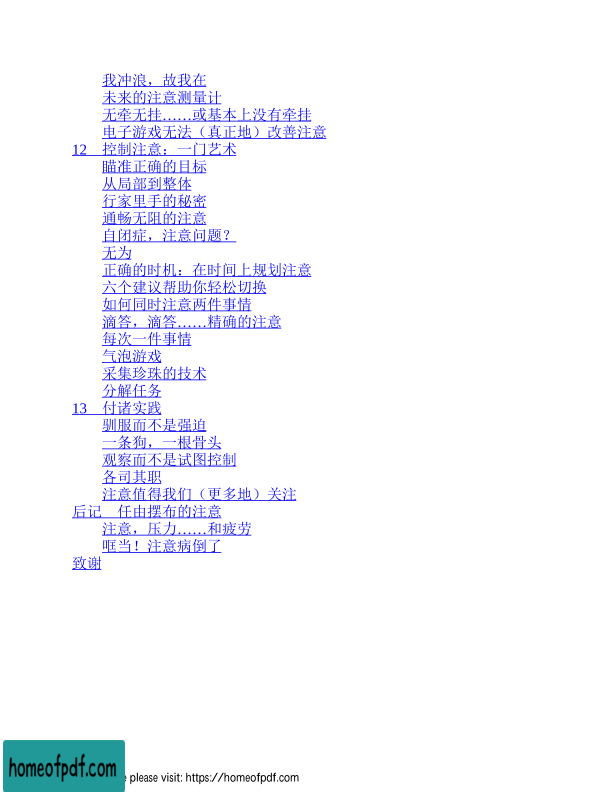 我冲浪，故我在
未来的注意测量计
无牵无挂……或基本上没有牵挂
电子游戏无法（真正地）改善注意
12　控制注意：一门艺术
瞄准正确的目标
从局部到整体
行家里手的秘密
通畅无阻的注意
自闭症，注意问题？
无为
正确的时机：在时间上规划注意
六个建议帮助你轻松切换
如何同时注意两件事情
滴答，滴答……精确的注意
每次一件事情
气泡游戏
采集珍珠的技术
分解任务
13　付诸实践
驯服而不是强迫
一条狗，一根骨头
观察而不是试图控制
各司其职
注意值得我们（更多地）关注
后记　任由摆布的注意
注意，压力……和疲劳
哐当！注意病倒了
致谢
homeofpdf.com
please visit: https://homeofpdf.com